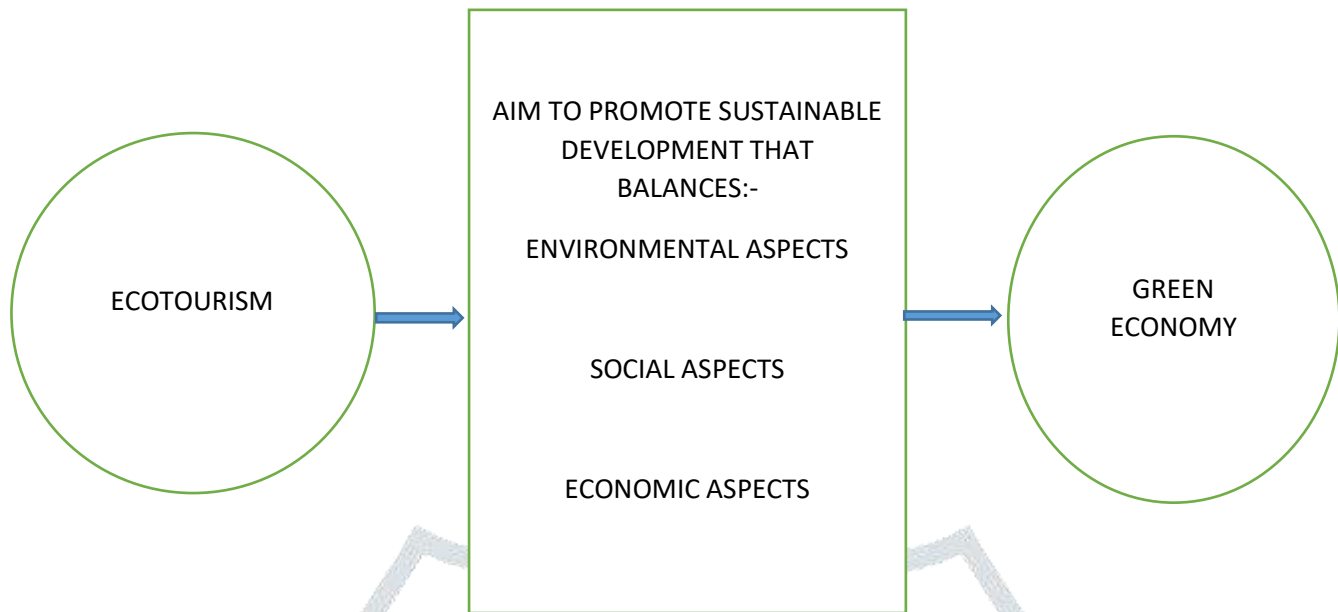 ECOTOURISM
AIM TO PROMOTE SUSTAINABLE
DEVELOPMENT THAT
BALANCES:-
ENVIRONMENTAL ASPECTS
SOCIAL ASPECTS
ECONOMIC ASPECTS
GREEN
ECONOMY